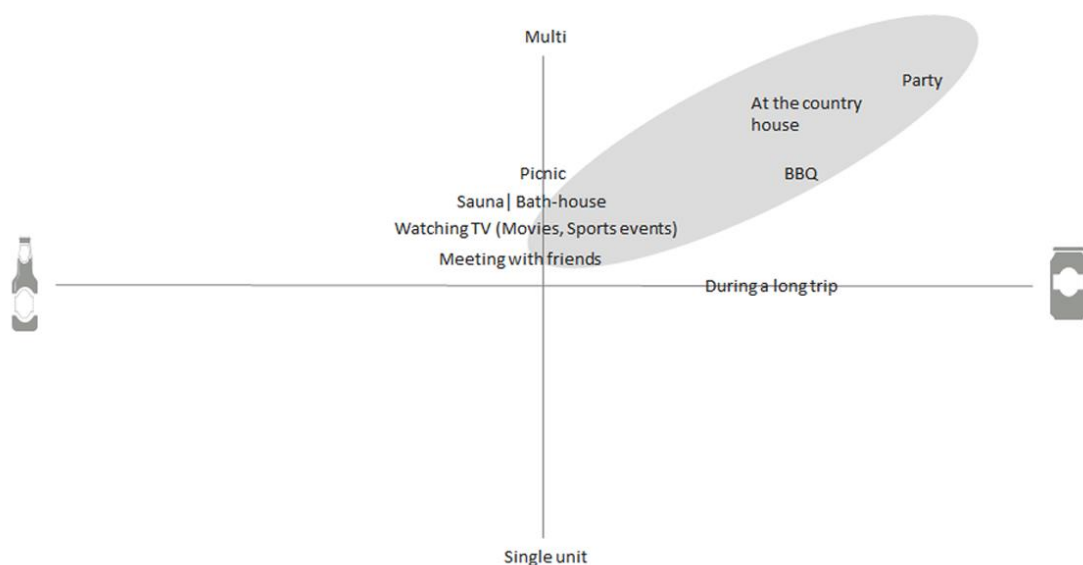 Multi
Party
At the country
house
Picnic
BBQ
Sauna| Bath-house
Watching TV (Movies, Sports events)
Meeting with friends
During a long trip
Single unit